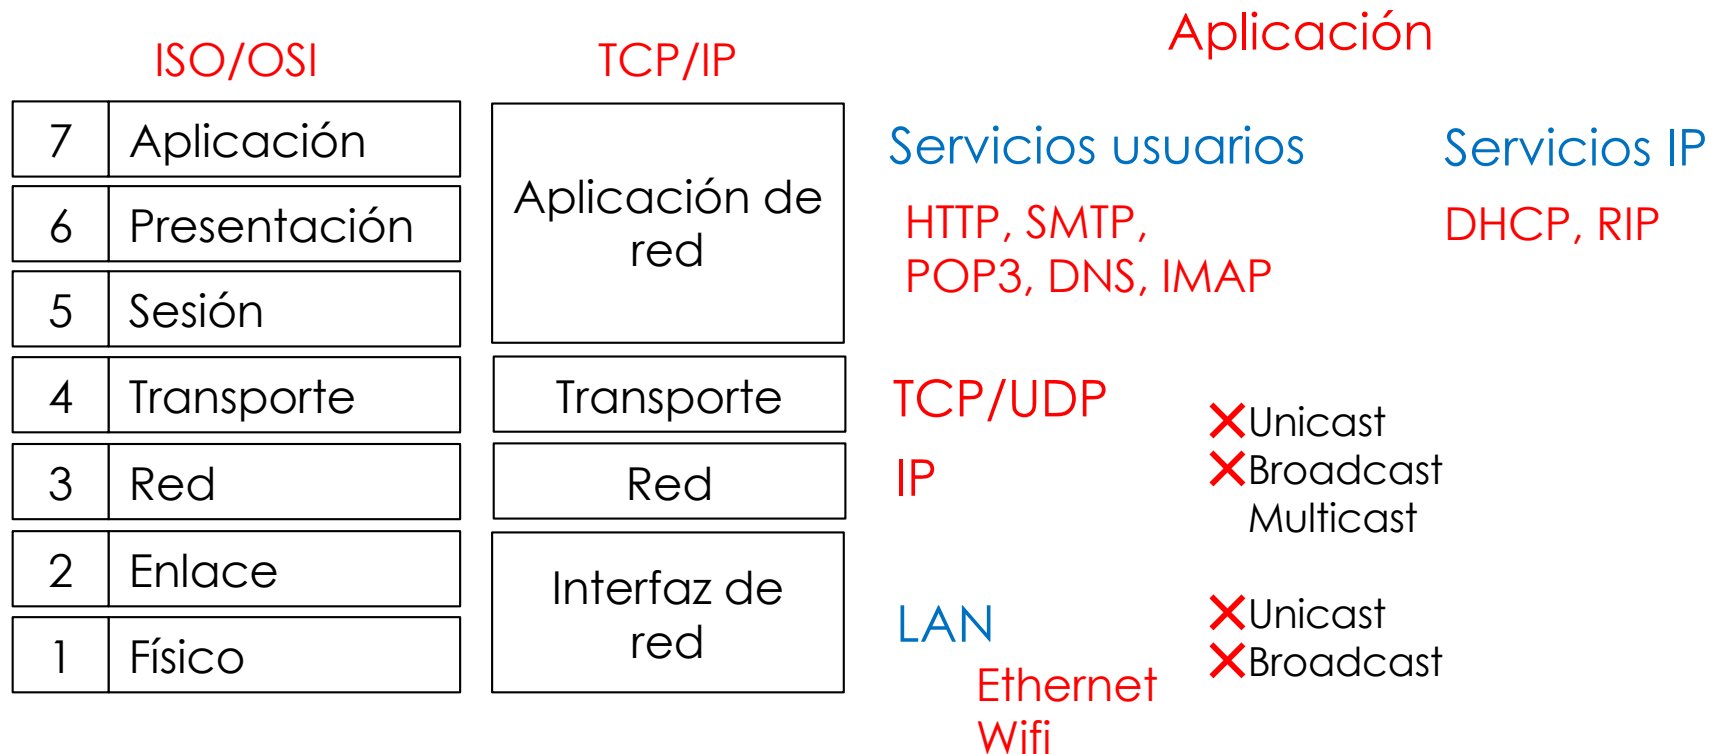 ISO/OSI
7 Aplicación
6 Presentación
5 Sesión
4 Transporte
3 Red
2 Enlace
1 Físico
TCP/IP
Aplicación de
red
Transporte
Red
Interfaz de
red
Aplicación
Servicios usuarios
HTTP, SMTP,
POP3, DNS, IMAP
Servicios IP
DHCP, RIP
TCP/UDP
IP
Unicast
Broadcast
Multicast
LAN
Ethernet
Wifi
Unicast
Broadcast